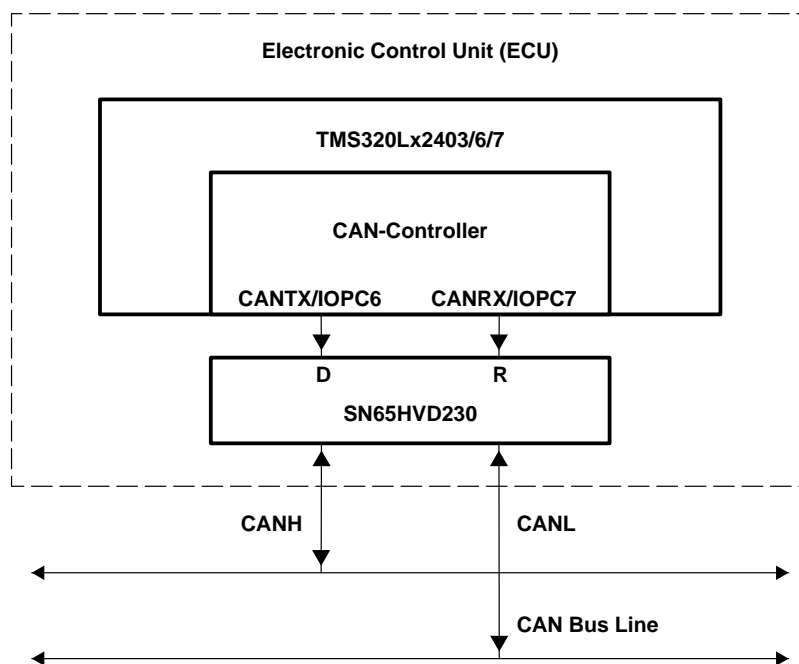 Electronic Control Unit (ECU)
TMS320Lx2403/6/7
CAN-Controller
CANTX/IOPC6 CANRX/IOPC7
D R
SN65HVD230
CANH CANL
CAN Bus Line